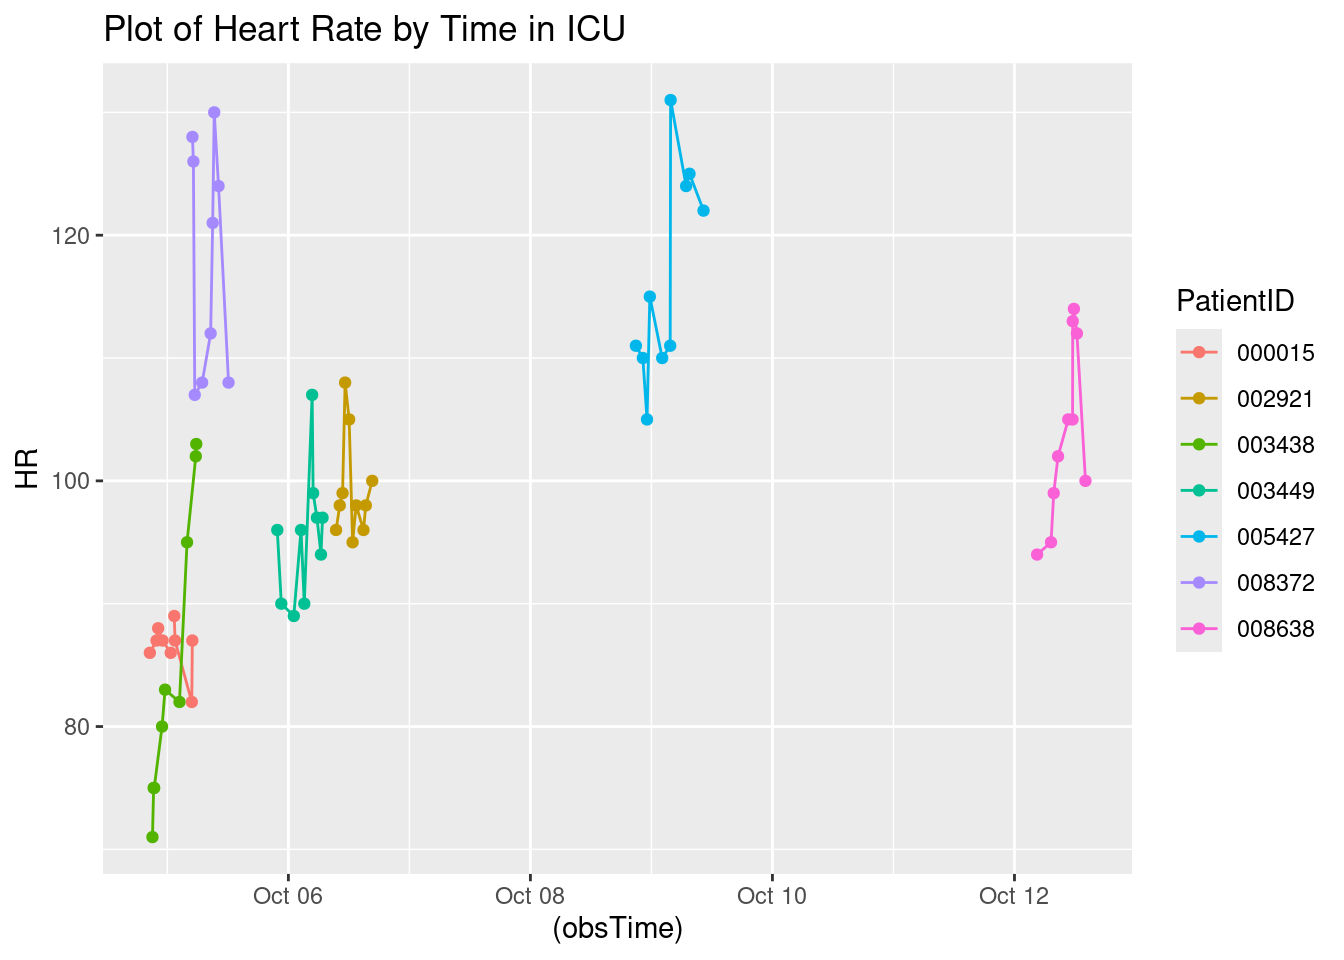 Plot of Heart Rate by Time in ICU
HR
120
100
80
Oct 06
Oct 08
Oct 10
Oct 12
(obsTime)
PatientID
000015
002921
003438
003449
005427
008372
008638